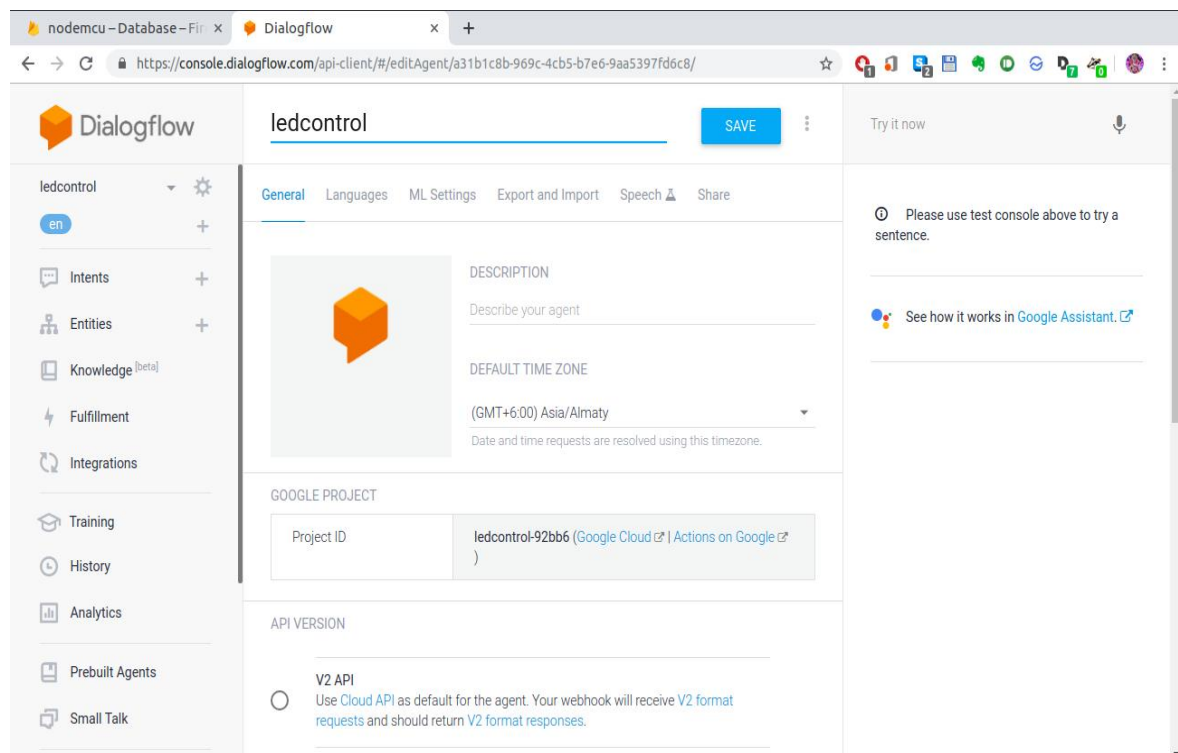 nodemcu – Database – Fir
Dialogflow
https://console.dialogflow.com/api-client/#/editAgent/a31b1c8b-969c-4cb5-b7e6-9aa5397fd6c8/
1
2
7
0
Dialogflow
ledcontrol
SAVE
Try it now
ledcontrol
en
Intents
Entities
Knowledge [beta]
Fulfillment
Integrations
Training
History
Analytics
Prebuilt Agents
Small Talk
General Languages ML Settings Export and Import Speech Share
DESCRIPTION
Describe your agent
DEFAULT TIME ZONE
(GMT+6:00) Asia/Almaty
Date and time requests are resolved using this timezone.
GOOGLE PROJECT
Project ID
ledcontrol-92bb6 (Google Cloud | Actions on Google
)
API VERSION
V2 API
Use Cloud API as default for the agent. Your webhook will receive V2 format
requests and should return V2 format responses.
Please use test console above to try a
sentence.
See how it works in Google Assistant.